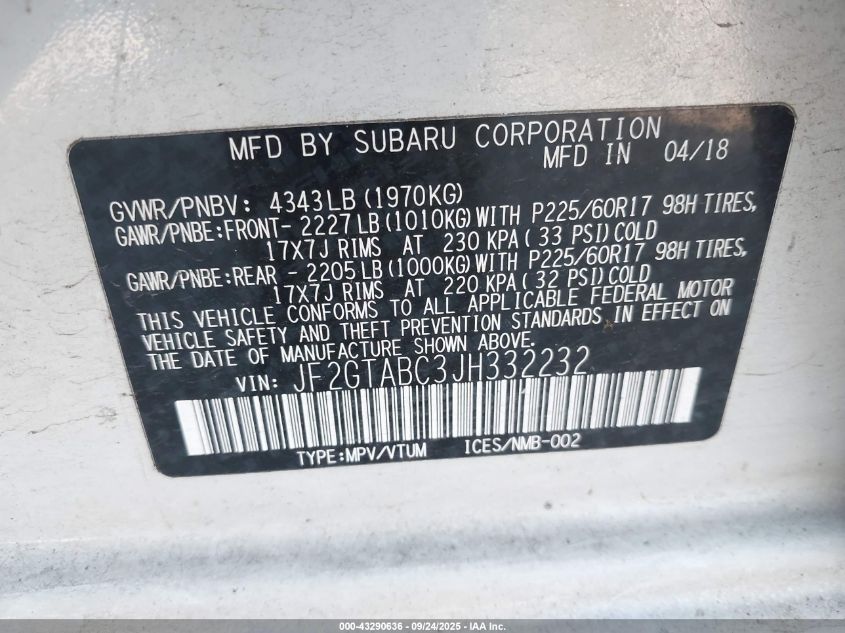 MFD BY SUBARU CORPORATION
MFD IN 04/18
GVWR/PNBV: 4343LB(1970KG)
GAWR/PNBE:FRONT- 2227LB(1010KG)WITH P225/60R17 98H TIRES,
17X7J RIMS AT 230 KPA(33 PSI)COLD
GAWR/PNBE:REAR - 2205LB(1000KG)WITH P225/60R17 98H TIRES,
17X7J RIMS AT 220 KPA(32 PSI)COLD
THIS VEHICLE CONFORMS TO ALL APPLICABLE FEDERAL MOTOR
VEHICLE SAFETY AND THEFT PREVENTION STANDARDS IN EFFECT ON
THE DATE OF MANUFACTURE SHOWN ABOVE.
VIN: JF2GTABC3JH332232
TYPE:MPV/VTUM ICES/NMB-002
000-43290636 - 09/24/2025 - IAA Inc.